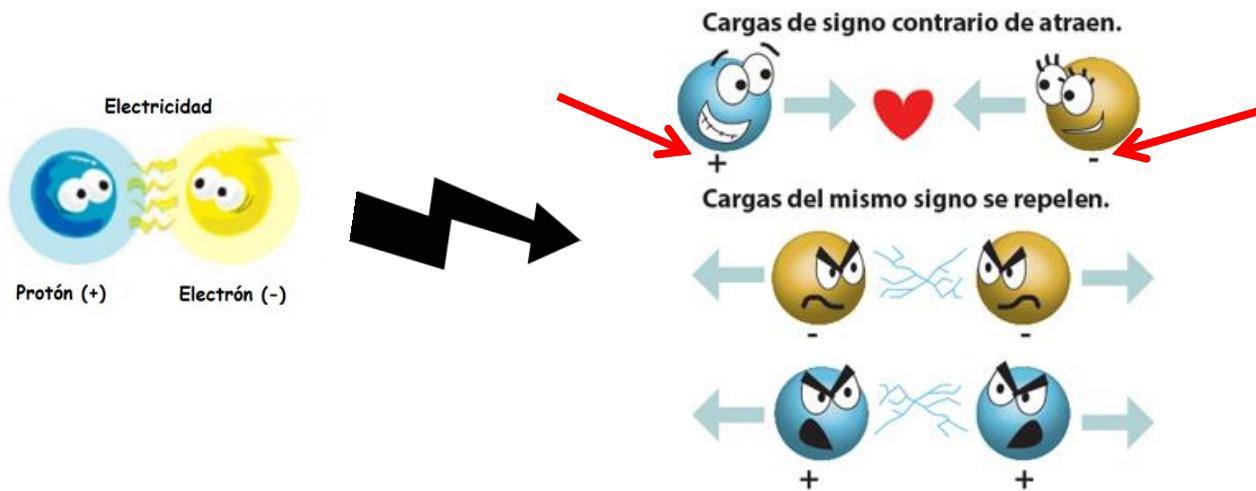 Electricidad
Protón (+)
Electrón (-)
Cargas de signo contrario de atraen.
+
-
Cargas del mismo signo se repelen.
-
-
+
+